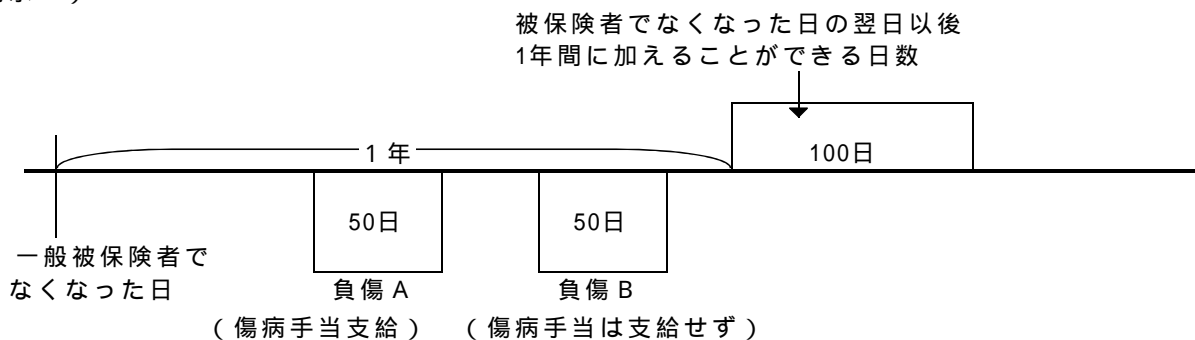 被保険者でなくなった日の翌日以後
1年間に加えることができる日数
1年
100日
50日
50日
一般被保険者で
なくなった日
負傷A
負傷B
(傷病手当支給)
(傷病手当は支給せず)